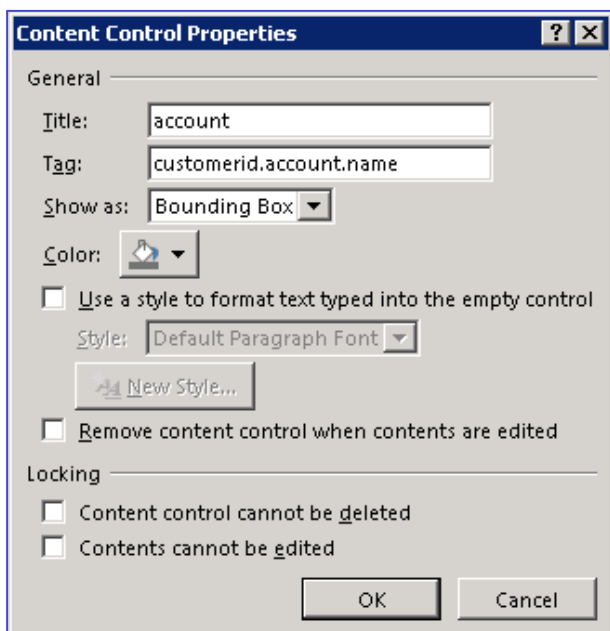 Content Control Properties
General
Title: account
Tag: customerid.account.name
Show as: Bounding Box
Color:
Use a style to format text typed into the empty control
Style: Default Paragraph Font
New Style...
Remove content control when contents are edited
Locking
Content control cannot be deleted
Contents cannot be edited
OK Cancel